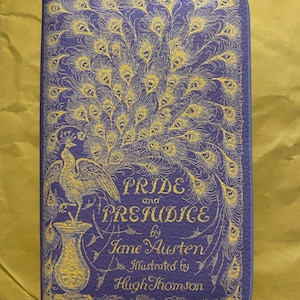 PRIDE
and
PREJUDICE
by
Jane Austen
Illustrated by
Hugh Thomson